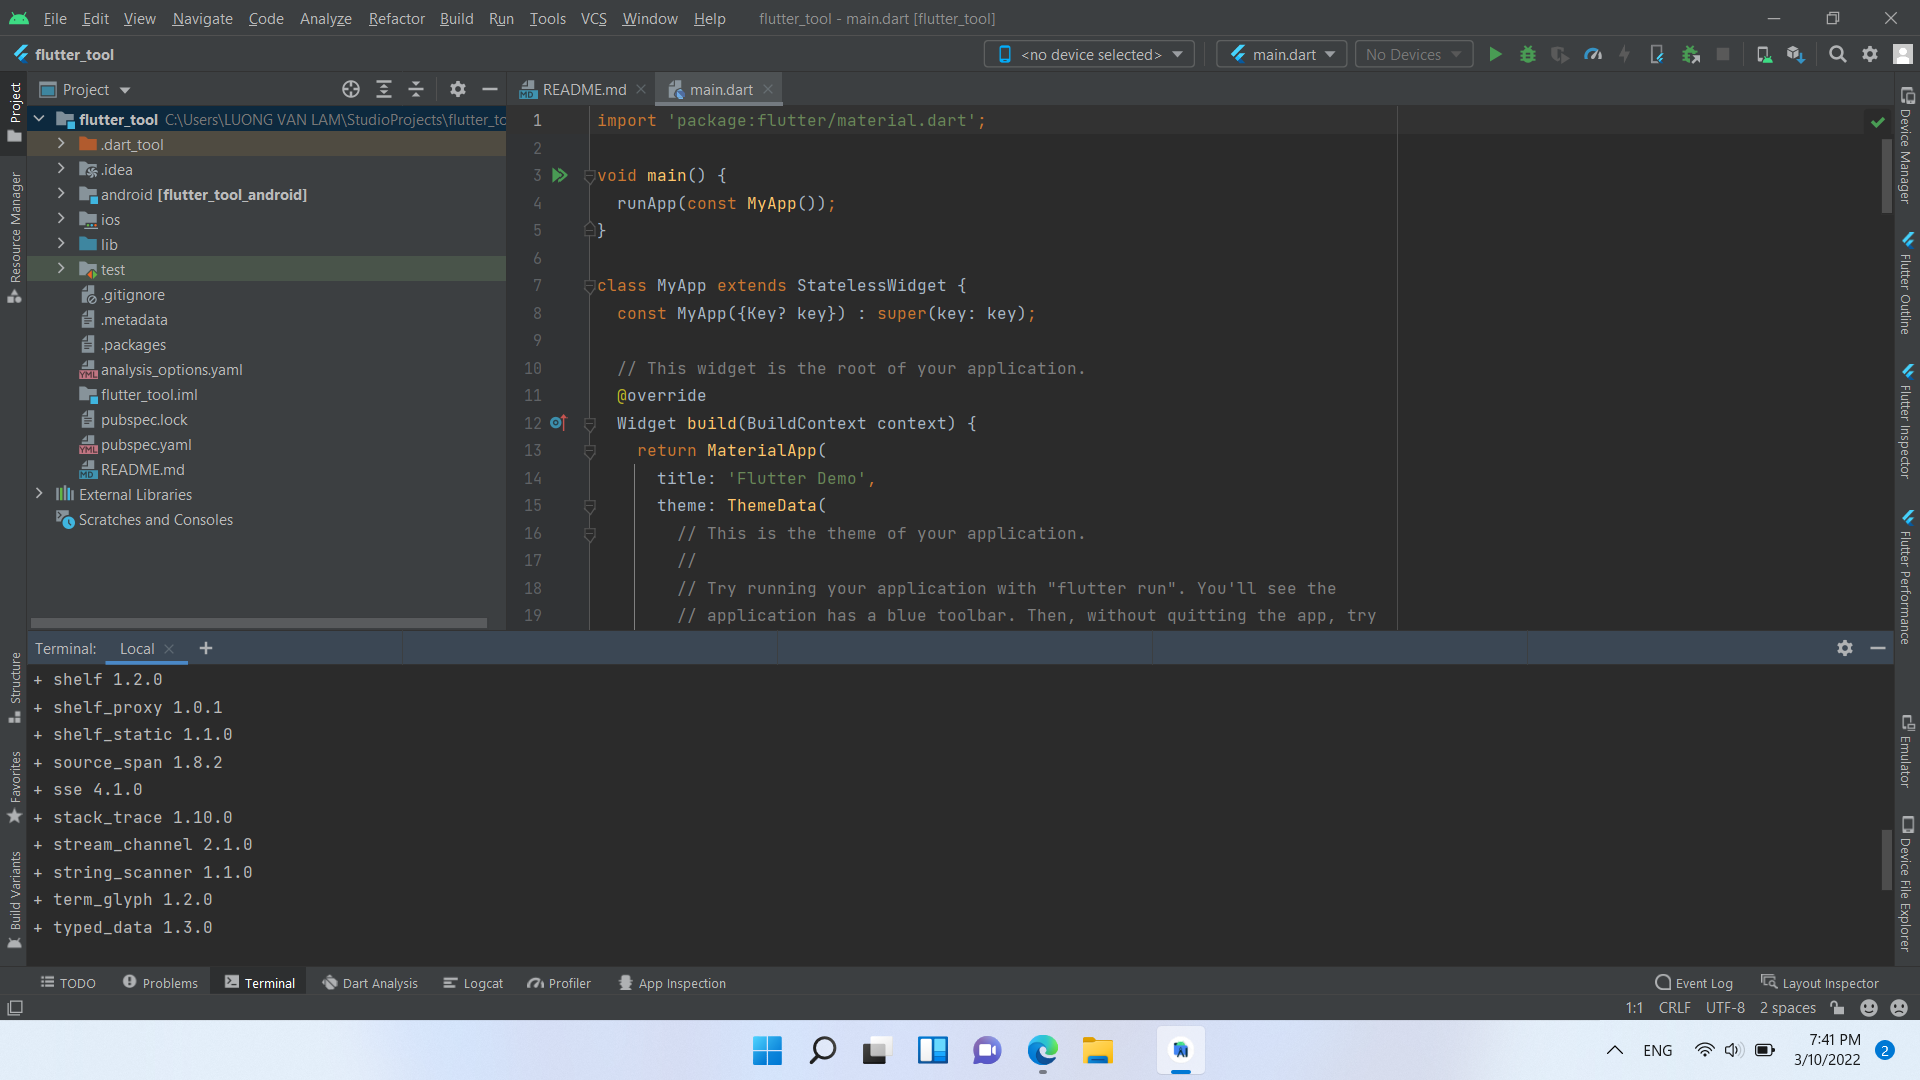 File Edit View Navigate Code Analyze Refactor Build Run Tools VCS Window Help flutter_tool - main.dart [flutter_tool]
flutter_tool <no device selected> main.dart No Devices
Project README.md main.dart
flutter_tool C:\Users\LUONG VAN LAM\StudioProjects\flutter_to
.dart_tool
.idea
android [flutter_tool_android]
ios
lib
test
.gitignore
.metadata
.packages
analysis_options.yaml
flutter_tool.iml
pubspec.lock
pubspec.yaml
README.md
External Libraries
Scratches and Consoles
1 import 'package:flutter/material.dart';
2
3 void main() {
4 runApp(const MyApp());
5 }
6
7 class MyApp extends StatelessWidget {
8 const MyApp({Key? key}) : super(key: key);
9
10 // This widget is the root of your application.
11 @override
12 Widget build(BuildContext context) {
13 return MaterialApp(
14 title: 'Flutter Demo',
15 theme: ThemeData(
16 // This is the theme of your application.
17 //
18 // Try running your application with "flutter run". You'll see the
19 // application has a blue toolbar. Then, without quitting the app, try
Project
Resource Manager
Structure
Favorites
Build Variants
Device Manager
Flutter Outline
Flutter Inspector
Flutter Performance
Emulator
Device File Explorer
Terminal: Local
+ shelf 1.2.0
+ shelf_proxy 1.0.1
+ shelf_static 1.1.0
+ source_span 1.8.2
+ sse 4.1.0
+ stack_trace 1.10.0
+ stream_channel 2.1.0
+ string_scanner 1.1.0
+ term_glyph 1.2.0
+ typed_data 1.3.0
TODO Problems Terminal Dart Analysis Logcat Profiler App Inspection Event Log Layout Inspector
1:1 CRLF UTF-8 2 spaces
ENG 7:41 PM
3/10/2022 2